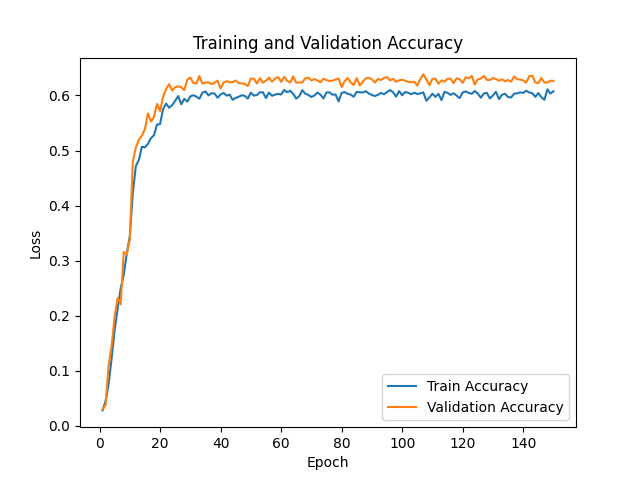 Training and Validation Accuracy
0.6
0.5
0.4
0.3
0.2
0.1
0.0
Loss
0 20 40 60 80 100 120 140
Epoch
Train Accuracy
Validation Accuracy